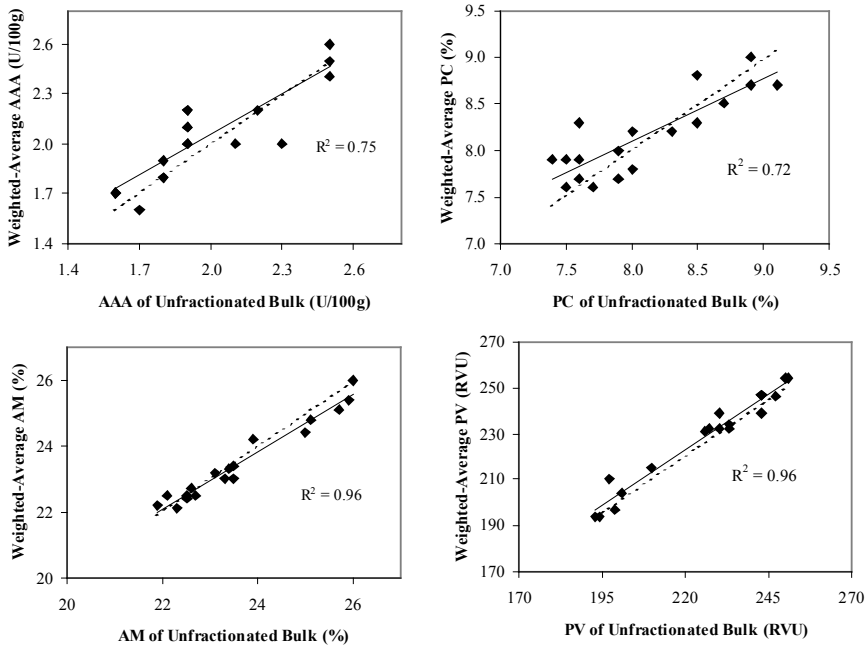 Weighted-Average AAA (U/100g)
2.6
2.3
2.0
1.7
1.4
R² = 0.75
1.4 1.7 2.0 2.3 2.6
AAA of Unfractionated Bulk (U/100g)
Weighted-Average PC (%)
9.5
9.0
8.5
8.0
7.5
7.0
R² = 0.72
7.0 7.5 8.0 8.5 9.0 9.5
PC of Unfractionated Bulk (%)
Weighted-Average AM (%)
26
24
22
20
R² = 0.96
20 22 24 26
AM of Unfractionated Bulk (%)
Weighted-Average PV (RVU)
270
250
230
210
190
170
R² = 0.96
170 195 220 245 270
PV of Unfractionated Bulk (RVU)